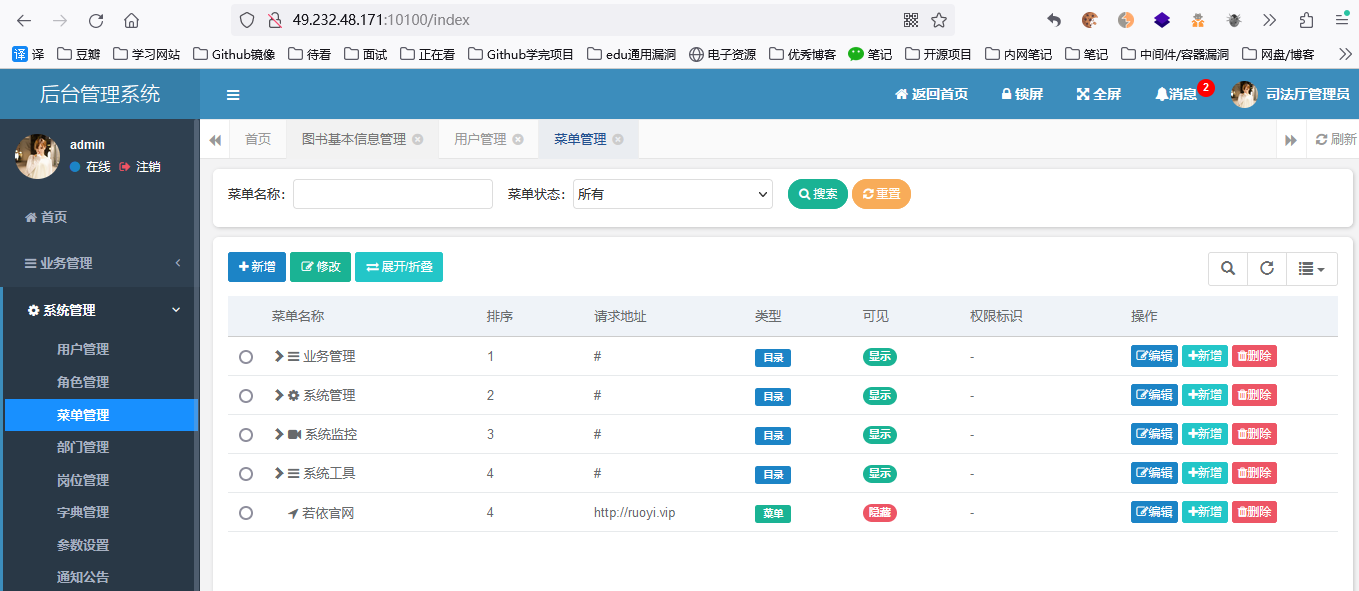 49.232.48.171:10100/index
译 译 豆瓣 学习网站 Github镜像 待看 面试 正在看 Github学完项目 edu通用漏洞 电子资源 优秀博客 笔记 开源项目 内网笔记 笔记 中间件/容器漏洞 网盘/博客
后台管理系统 返回首页 锁屏 全屏 消息 2 司法厅管理员
admin
在线 注销
首页
业务管理
系统管理
用户管理
角色管理
菜单管理
部门管理
岗位管理
字典管理
参数设置
通知公告
首页 图书基本信息管理 用户管理 菜单管理 刷新
菜单名称: 菜单状态: 所有 搜索 重置
新增 修改 展开/折叠
菜单名称 排序 请求地址 类型 可见 权限标识 操作
业务管理 1 # 目录 显示 - 编辑 新增 删除
系统管理 2 # 目录 显示 - 编辑 新增 删除
系统监控 3 # 目录 显示 - 编辑 新增 删除
系统工具 4 # 目录 显示 - 编辑 新增 删除
若依官网 4 http://ruoyi.vip 菜单 隐藏 - 编辑 新增 删除